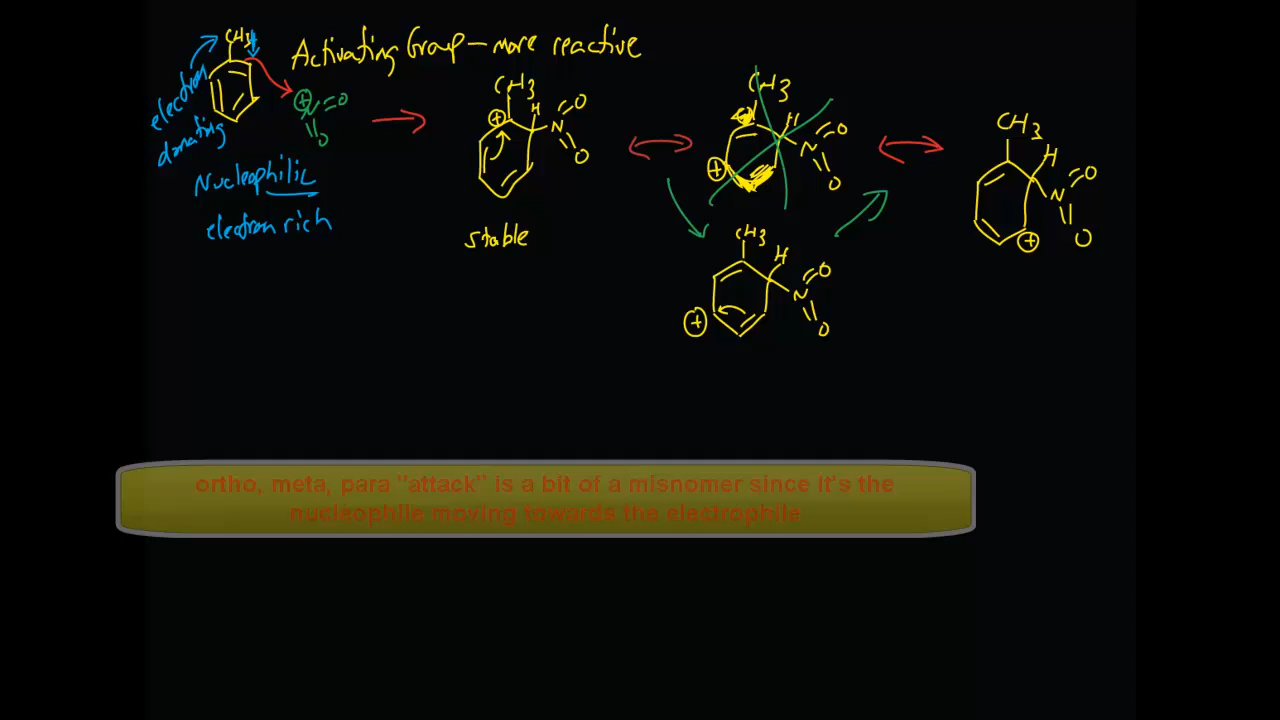 CH3
Activating Group - more reactive
electron
donating
⊕ N O
O
Nucleophilic
electron rich
CH3
⊕ H N O
O
stable
CH3
⊕ H N O
O
CH3
H N O
O
⊕
CH3
H N O
O
⊕
ortho, meta, para "attack" is a bit of a misnomer since it's the
nucleophile moving towards the electrophile